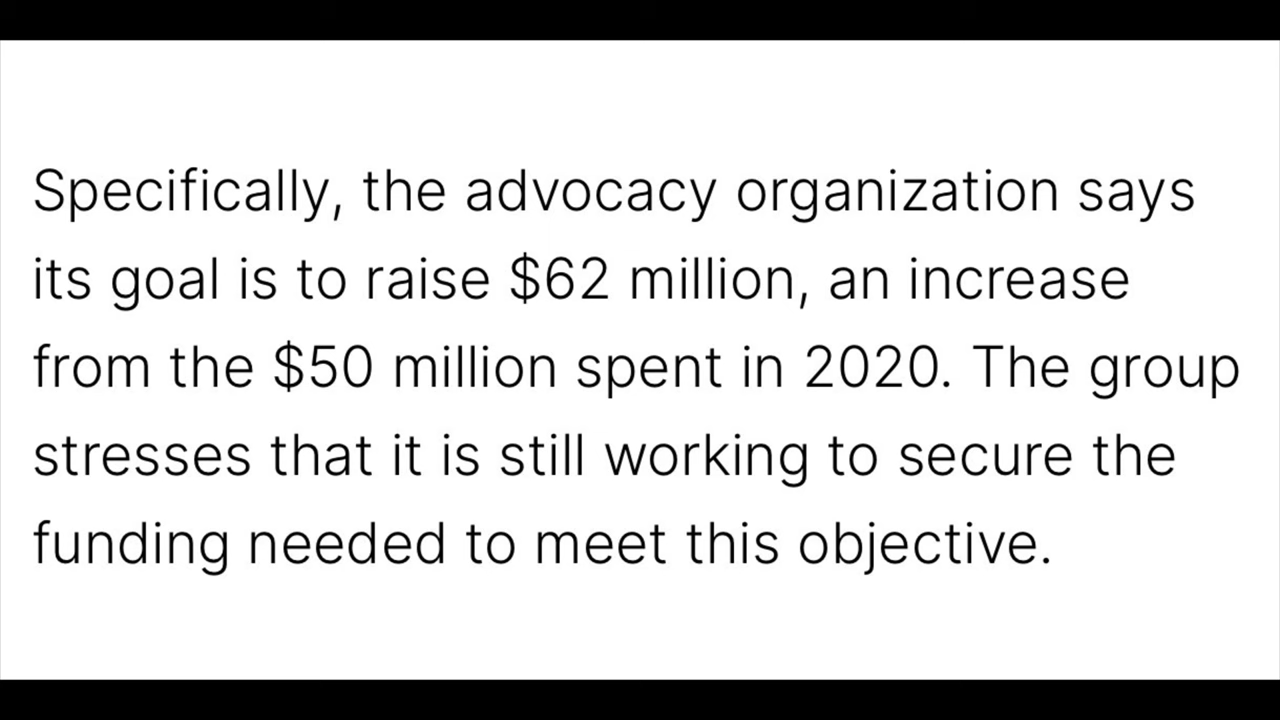 Specifically, the advocacy organization says
its goal is to raise $62 million, an increase
from the $50 million spent in 2020. The group
stresses that it is still working to secure the
funding needed to meet this objective.